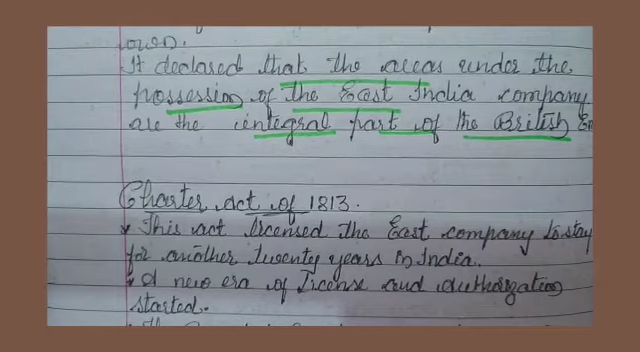 own.
It declared that the areas under the
possession of the East India company
are the integral part of the British
Charter act of 1813.
This act licensed the East company to stay
for another twenty years in India.
A new era of License and authorization
started.